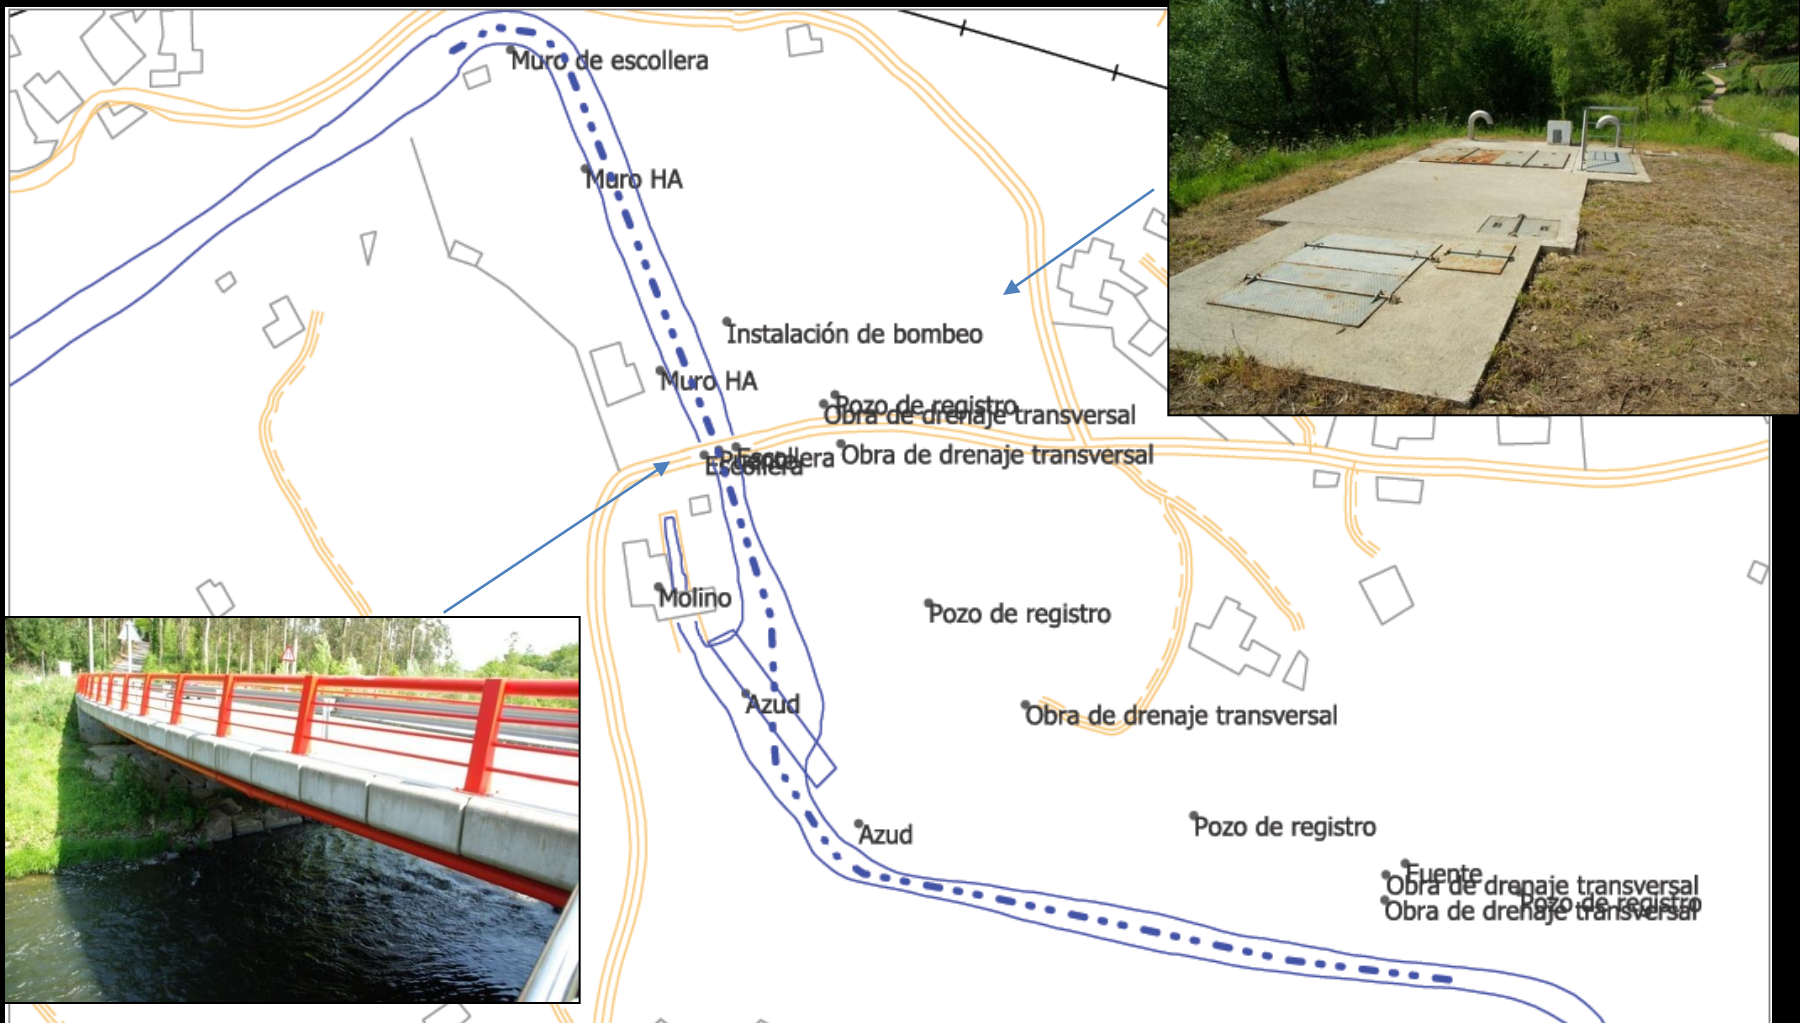 Muro de escollera
Muro HA
Instalación de bombeo
Muro HA
Pozo de registro
Obra de drenaje transversal
Obra de drenaje transversal
Puente
Escollera
Escollera
Molino
Pozo de registro
Azud
Obra de drenaje transversal
Azud
Pozo de registro
Fuente
Obra de drenaje transversal
Pozo de registro
Obra de drenaje transversal